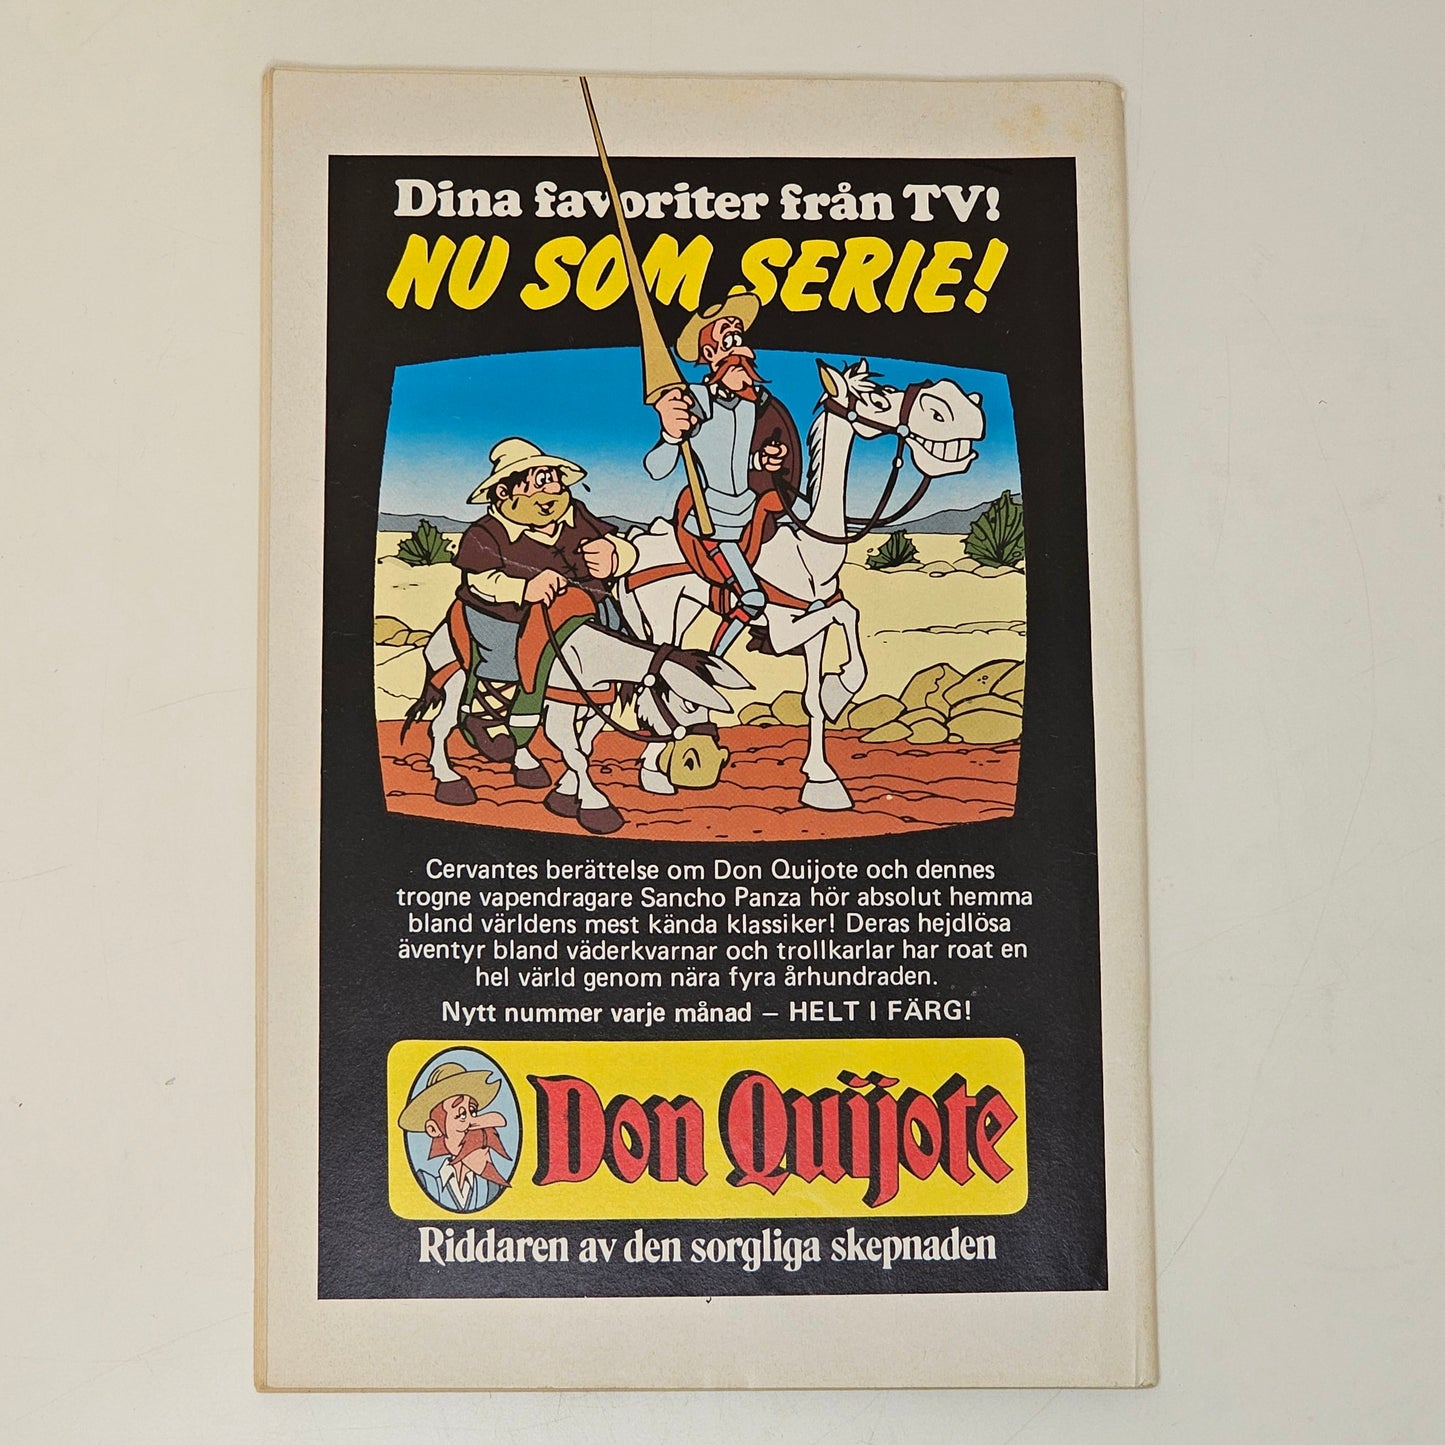 Dina favoriter från TV!
NU SOM SERIE!
Cervantes berättelse om Don Quijote och dennes
trogne vapendragare Sancho Panza hör absolut hemma
bland världens mest kända klassiker! Deras hejdlösa
äventyr bland väderkvarnar och trollkarlar har roat en
hel värld genom nära fyra århundraden.
Nytt nummer varje månad – HELT I FÄRG!
Don Quijote
Riddaren av den sorgliga skepnaden